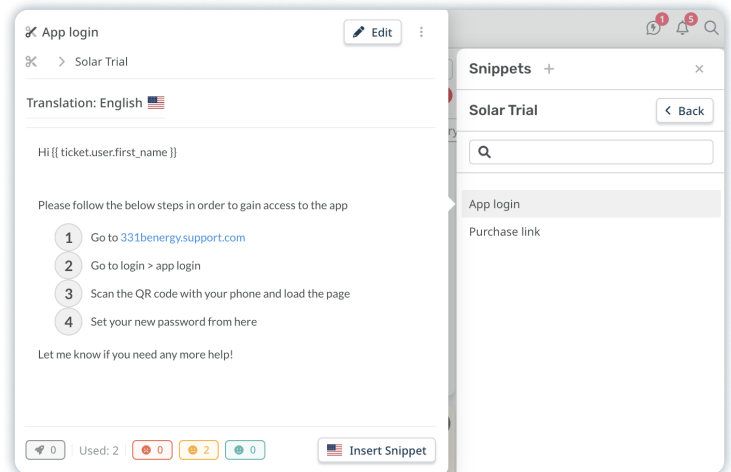 App login
Edit
Solar Trial
Translation: English
Hi {{ ticket.user.first_name }}
Please follow the below steps in order to gain access to the app
1 Go to 331benergy.support.com
2 Go to login > app login
3 Scan the QR code with your phone and load the page
4 Set your new password from here
Let me know if you need any more help!
0 Used: 2 0 2 0 Insert Snippet
1 5
Snippets
Solar Trial
Back
App login
Purchase link